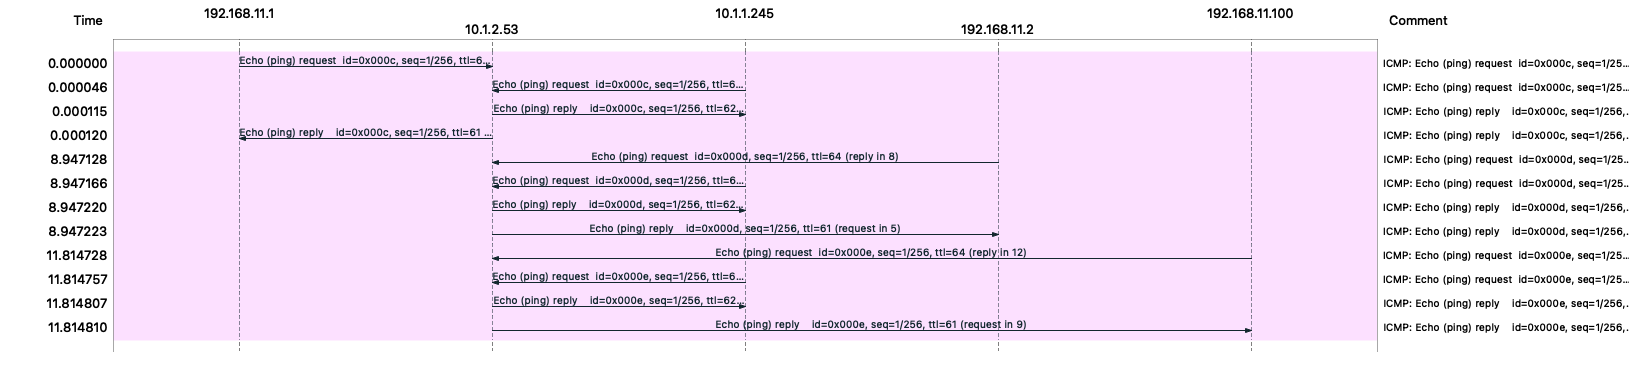 192.168.11.1 10.1.1.245 192.168.11.100
Time Comment
10.1.2.53 192.168.11.2
0.000000 Echo (ping) request id=0x000c, seq=1/256, ttl=6... ICMP: Echo (ping) request id=0x000c, seq=1/25...
0.000046 Echo (ping) request id=0x000c, seq=1/256, ttl=6... ICMP: Echo (ping) request id=0x000c, seq=1/25...
0.000115 Echo (ping) reply id=0x000c, seq=1/256, ttl=62... ICMP: Echo (ping) reply id=0x000c, seq=1/256,...
0.000120 Echo (ping) reply id=0x000c, seq=1/256, ttl=61 ... ICMP: Echo (ping) reply id=0x000c, seq=1/256,...
8.947128 Echo (ping) request id=0x000d, seq=1/256, ttl=64 (reply in 8) ICMP: Echo (ping) request id=0x000d, seq=1/25...
8.947166 Echo (ping) request id=0x000d, seq=1/256, ttl=6... ICMP: Echo (ping) request id=0x000d, seq=1/25...
8.947220 Echo (ping) reply id=0x000d, seq=1/256, ttl=62... ICMP: Echo (ping) reply id=0x000d, seq=1/256,...
8.947223 Echo (ping) reply id=0x000d, seq=1/256, ttl=61 (request in 5) ICMP: Echo (ping) reply id=0x000d, seq=1/256,...
11.814728 Echo (ping) request id=0x000e, seq=1/256, ttl=64 (reply in 12) ICMP: Echo (ping) request id=0x000e, seq=1/25...
11.814757 Echo (ping) request id=0x000e, seq=1/256, ttl=6... ICMP: Echo (ping) request id=0x000e, seq=1/25...
11.814807 Echo (ping) reply id=0x000e, seq=1/256, ttl=62... ICMP: Echo (ping) reply id=0x000e, seq=1/256,...
11.814810 Echo (ping) reply id=0x000e, seq=1/256, ttl=61 (request in 9) ICMP: Echo (ping) reply id=0x000e, seq=1/256,...